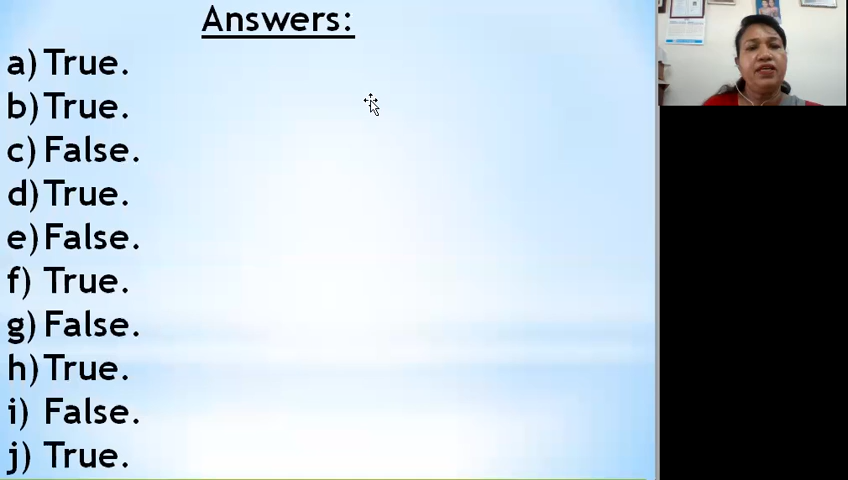 Answers:
a) True.
b) True.
c) False.
d) True.
e) False.
f) True.
g) False.
h) True.
i) False.
j) True.